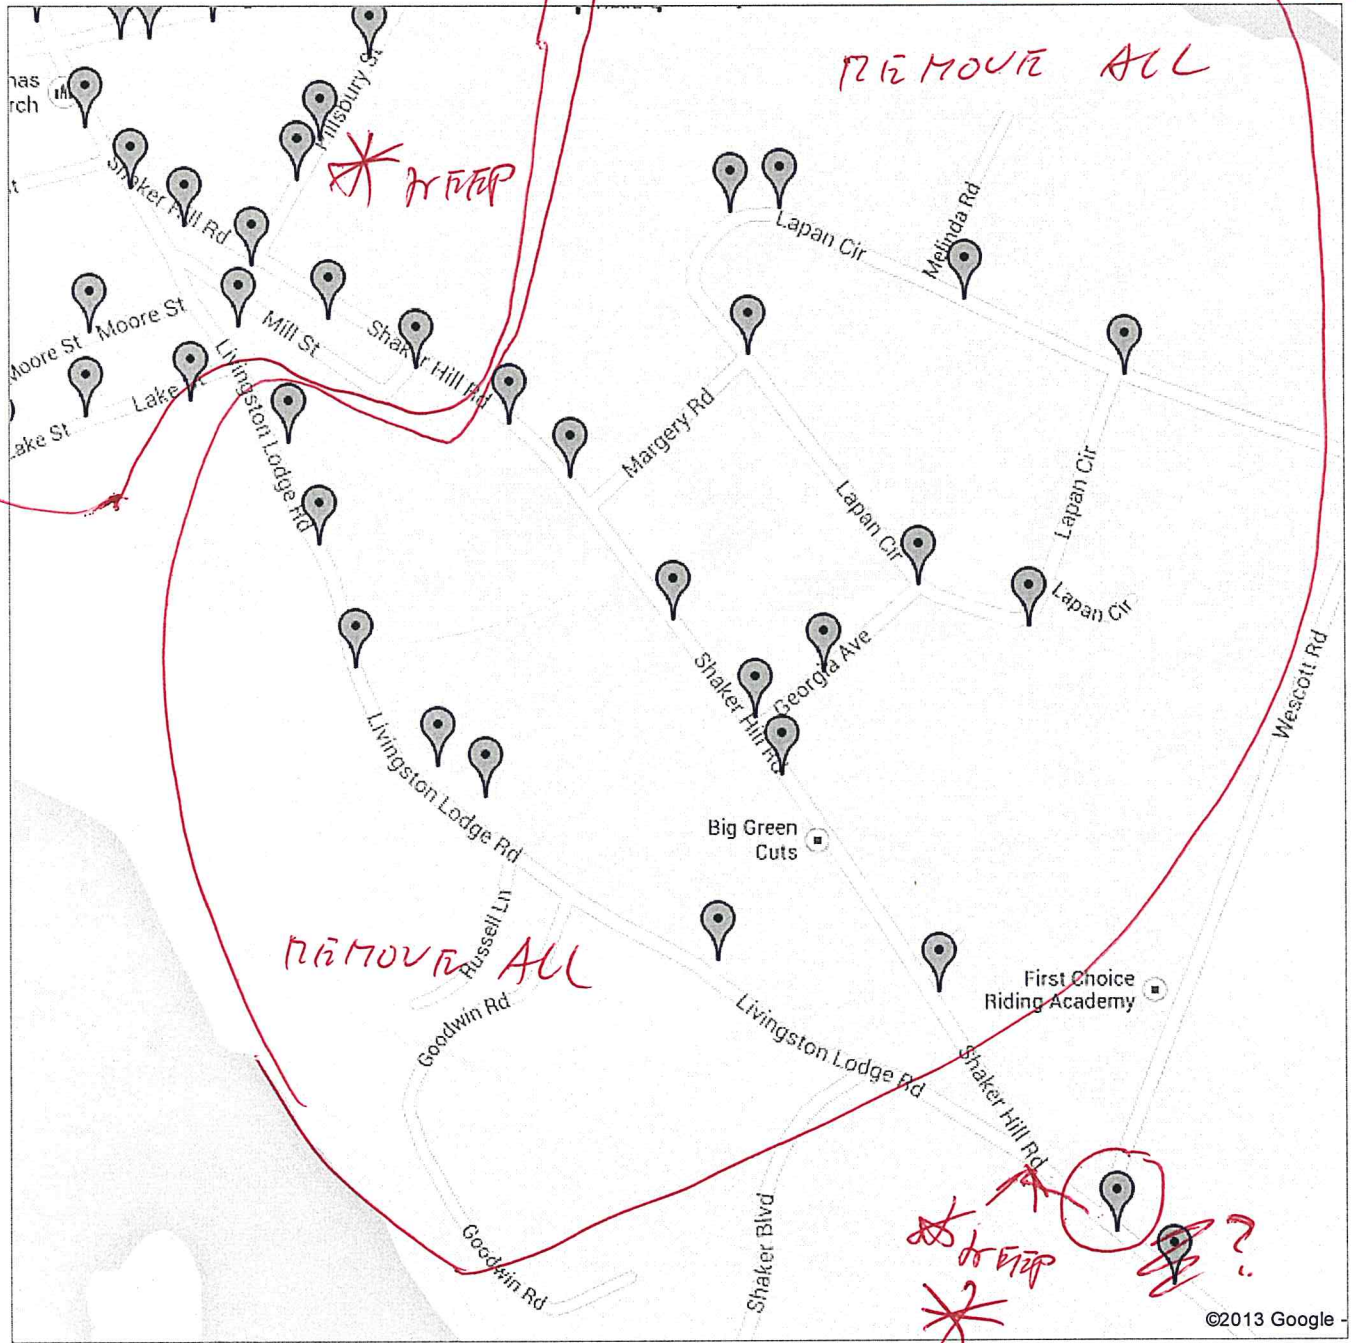 REMOVE ALL
nas
rch
Pillsbury St
KEEP
Shaker Hill Rd
Lapan Cir
Melinda Rd
Moore St
Moore St
Mill St
Shaker Hill Rd
Lake St
Lake St
Livingston Lodge Rd
Margery Rd
Lapan Cir
Lapan Cir
Lapan Cir
Georgia Ave
Shaker Hill Rd
Wescott Rd
Livingston Lodge Rd
Big Green
Cuts
Russell Ln
REMOVE ALL
First Choice
Riding Academy
Goodwin Rd
Livingston Lodge Rd
Shaker Hill Rd
Shaker Blvd
KEEP
?
Goodwin Rd
©2013 Google -